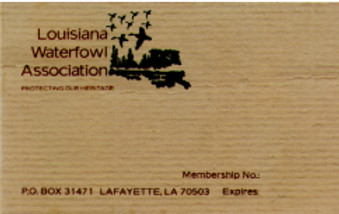 Louisiana
Waterfowl
Association
PROTECTING OUR HERITAGE
Membership No.:
P.O. BOX 31471 LAFAYETTE, LA 70503 Expires: